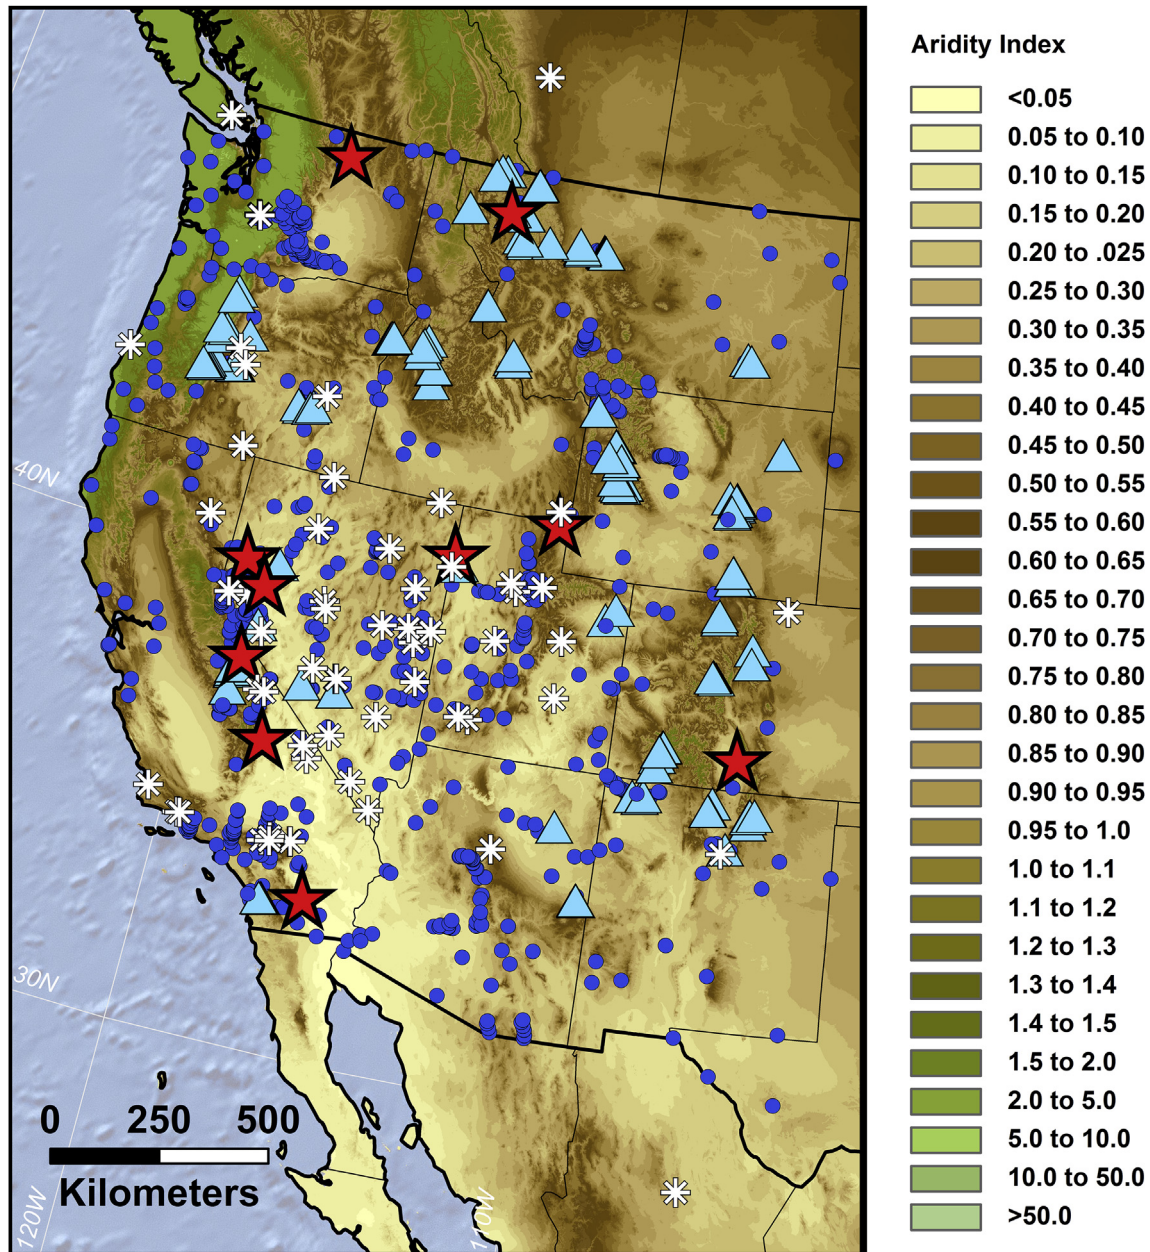 Aridity Index
<0.05
0.05 to 0.10
0.10 to 0.15
0.15 to 0.20
0.20 to .025
0.25 to 0.30
0.30 to 0.35
0.35 to 0.40
0.40 to 0.45
0.45 to 0.50
0.50 to 0.55
0.55 to 0.60
0.60 to 0.65
0.65 to 0.70
0.70 to 0.75
0.75 to 0.80
0.80 to 0.85
0.85 to 0.90
0.90 to 0.95
0.95 to 1.0
1.0 to 1.1
1.1 to 1.2
1.2 to 1.3
1.3 to 1.4
1.4 to 1.5
1.5 to 2.0
2.0 to 5.0
5.0 to 10.0
10.0 to 50.0
>50.0
40N
30N
0 250 500
Kilometers
120W
110W